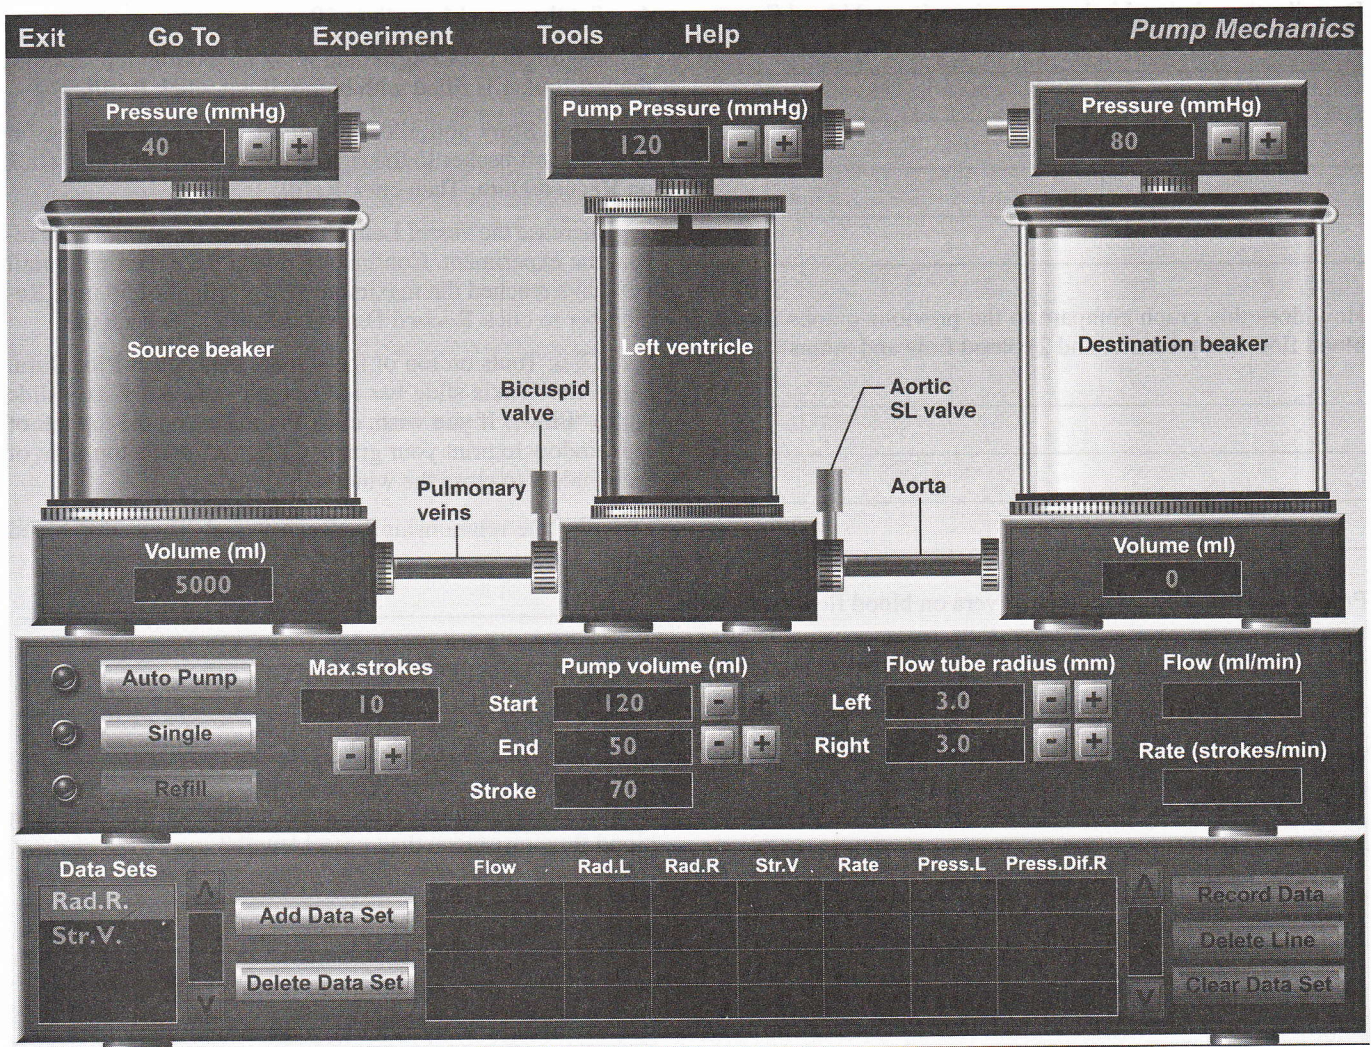 Exit Go To Experiment Tools Help Pump Mechanics
Pressure (mmHg)
40 - +
Pump Pressure (mmHg)
120 - +
Pressure (mmHg)
80 - +
Source beaker
Left ventricle
Destination beaker
Bicuspid
valve
Aortic
SL valve
Pulmonary
veins
Aorta
Volume (ml)
5000
Volume (ml)
0
Auto Pump
Single
Refill
Max.strokes
10
- +
Pump volume (ml)
Start 120 - +
End 50 - +
Stroke 70
Flow tube radius (mm)
Left 3.0 - +
Right 3.0 - +
Flow (ml/min)
Rate (strokes/min)
Data Sets
Rad.R.
Str.V.
Add Data Set
Delete Data Set
Flow Rad.L Rad.R Str.V Rate Press.L Press.Dif.R
Record Data
Delete Line
Clear Data Set